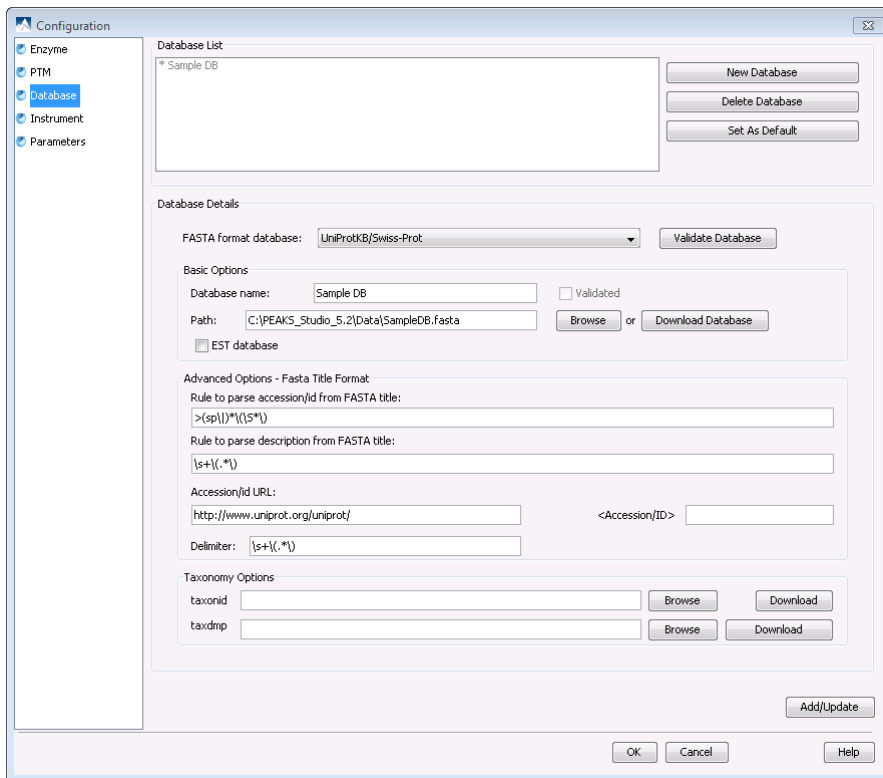 Configuration
Enzyme
PTM
Database
Instrument
Parameters
Database List
* Sample DB
New Database
Delete Database
Set As Default
Database Details
FASTA format database: UniProtKB/Swiss-Prot Validate Database
Basic Options
Database name: Sample DB Validated
Path: C:\PEAKS_Studio_5.2\Data\SampleDB.fasta Browse or Download Database
EST database
Advanced Options - Fasta Title Format
Rule to parse accession/id from FASTA title:
>(sp\|)*\(\S*\)
Rule to parse description from FASTA title:
\s+\(.*\)
Accession/id URL:
http://www.uniprot.org/uniprot/ <Accession/ID>
Delimiter: \s+\(.*\)
Taxonomy Options
taxonid Browse Download
taxdmp Browse Download
Add/Update
OK Cancel Help